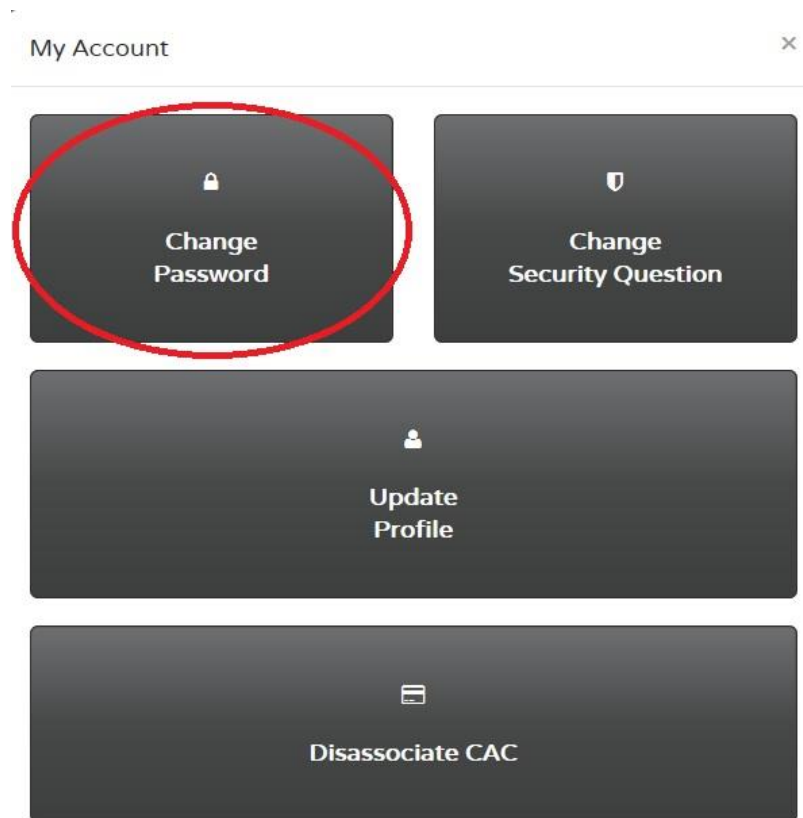 My Account
×
Change
Password
Change
Security Question
Update
Profile
Disassociate CAC